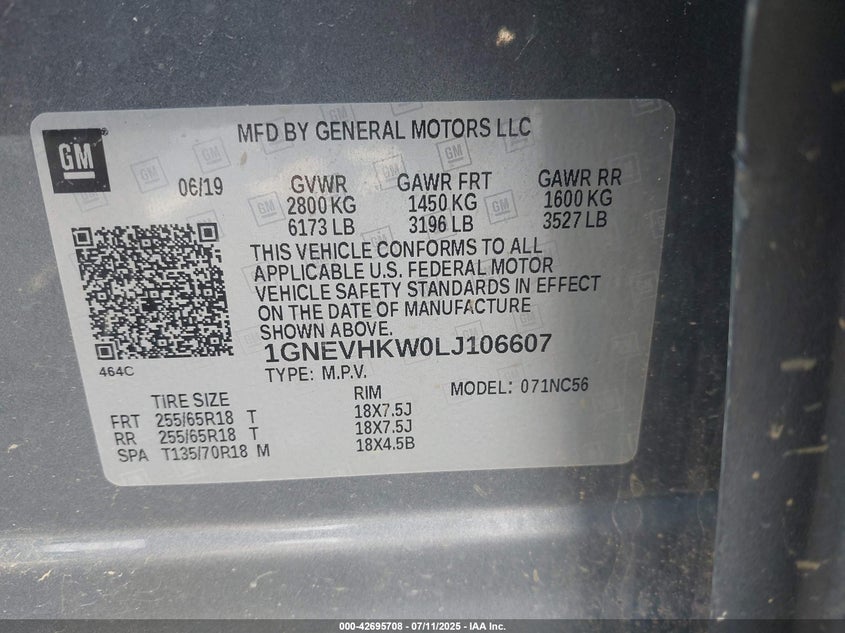 MFD BY GENERAL MOTORS LLC
GM
06/19
GVWR GAWR FRT GAWR RR
2800 KG 1450 KG 1600 KG
6173 LB 3196 LB 3527 LB
THIS VEHICLE CONFORMS TO ALL
APPLICABLE U.S. FEDERAL MOTOR
VEHICLE SAFETY STANDARDS IN EFFECT
ON THE DATE OF MANUFACTURE
SHOWN ABOVE.
1GNEVHKW0LJ106607
464C
TYPE: M.P.V. MODEL: 071NC56
TIRE SIZE RIM
FRT 255/65R18 T 18X7.5J
RR 255/65R18 T 18X7.5J
SPA T135/70R18 M 18X4.5B
000-42695708 - 07/11/2025 - IAA Inc.